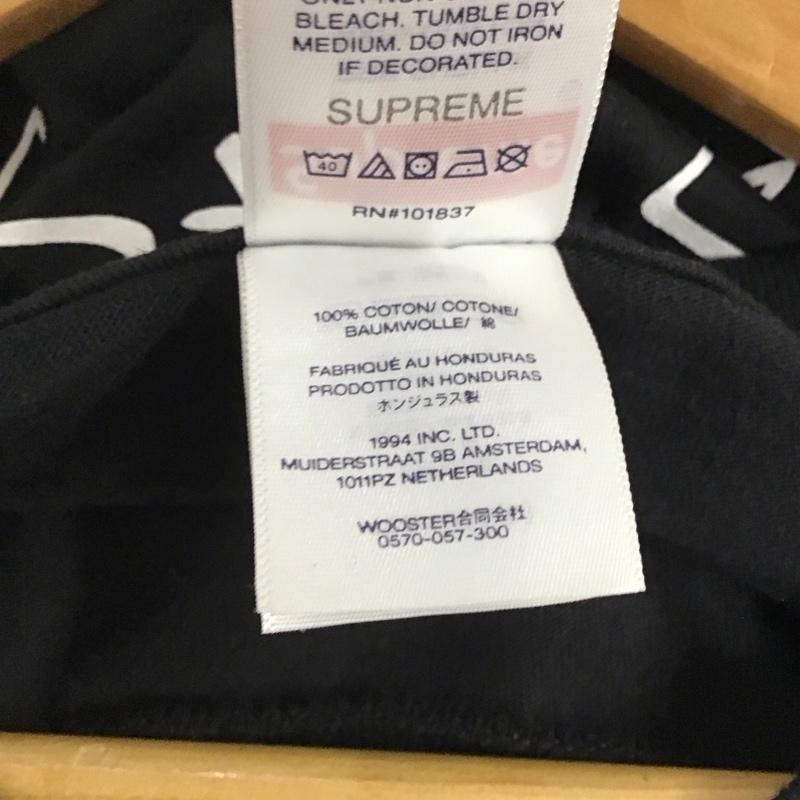 BLEACH. TUMBLE DRY
MEDIUM. DO NOT IRON
IF DECORATED.
SUPREME
40
RN#101837
100% COTON/ COTONE/
BAUMWOLLE/ 綿
FABRIQUÉ AU HONDURAS
PRODOTTO IN HONDURAS
ホンジュラス製
1994 INC. LTD.
MUIDERSTRAAT 9B AMSTERDAM,
1011PZ NETHERLANDS
WOOSTER合同会社
0570-057-300